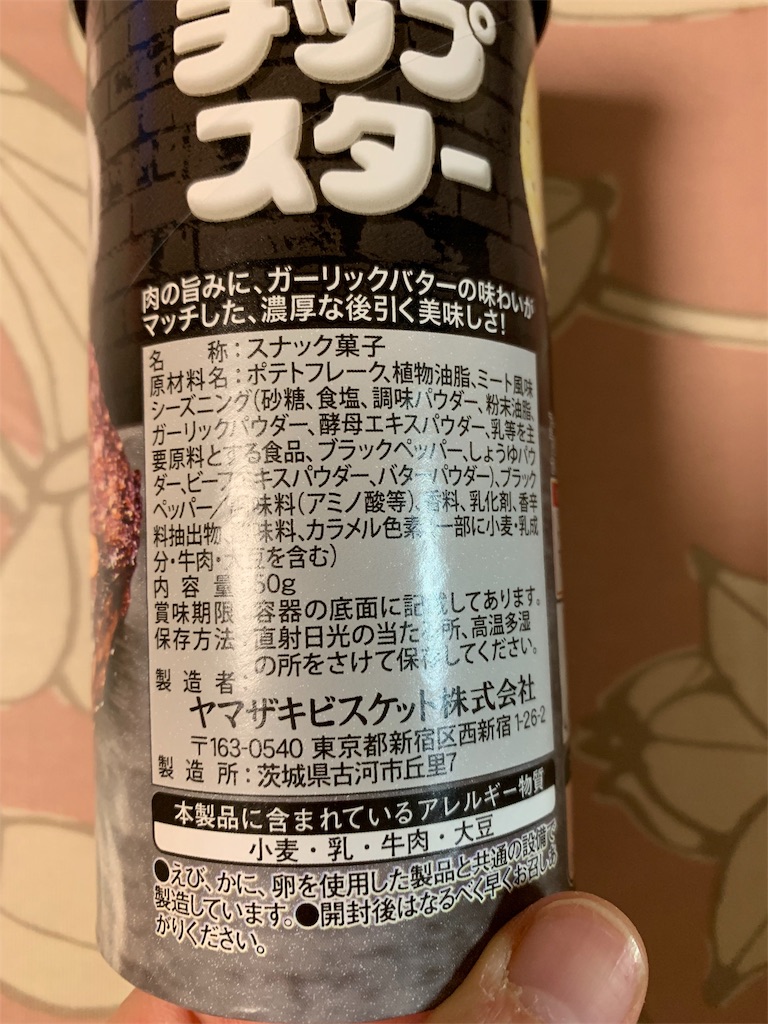 チップ
スター
肉の旨みに、ガーリックバターの味わいが
マッチした、濃厚な後引く美味しさ!
名称:スナック菓子
原材料名:ポテトフレーク、植物油脂、ミート風味
シーズニング(砂糖、食塩、調味パウダー、粉末油脂、
ガーリックパウダー、酵母エキスパウダー、乳等を主
要原料とする食品、ブラックペッパー、しょうゆパウ
ダー、ビーフエキスパウダー、バターパウダー)、ブラック
ペッパー/調味料(アミノ酸等)、香料、乳化剤、香辛
料抽出物、味料、カラメル色素、(一部に小麦・乳成
分・牛肉・大豆を含む)
内容量:50g
賞味期限:容器の底面に記載してあります。
保存方法:直射日光の当たる所、高温多湿
の所をさけて保存してください。
製造者:
ヤマザキビスケット株式会社
〒163-0540 東京都新宿区西新宿1-26-2
製造所:茨城県古河市丘里7
本製品に含まれているアレルギー物質
小麦・乳・牛肉・大豆
●えび、かに、卵を使用した製品と共通の設備で
製造しています。●開封後はなるべく早くお召しあ
がりください。